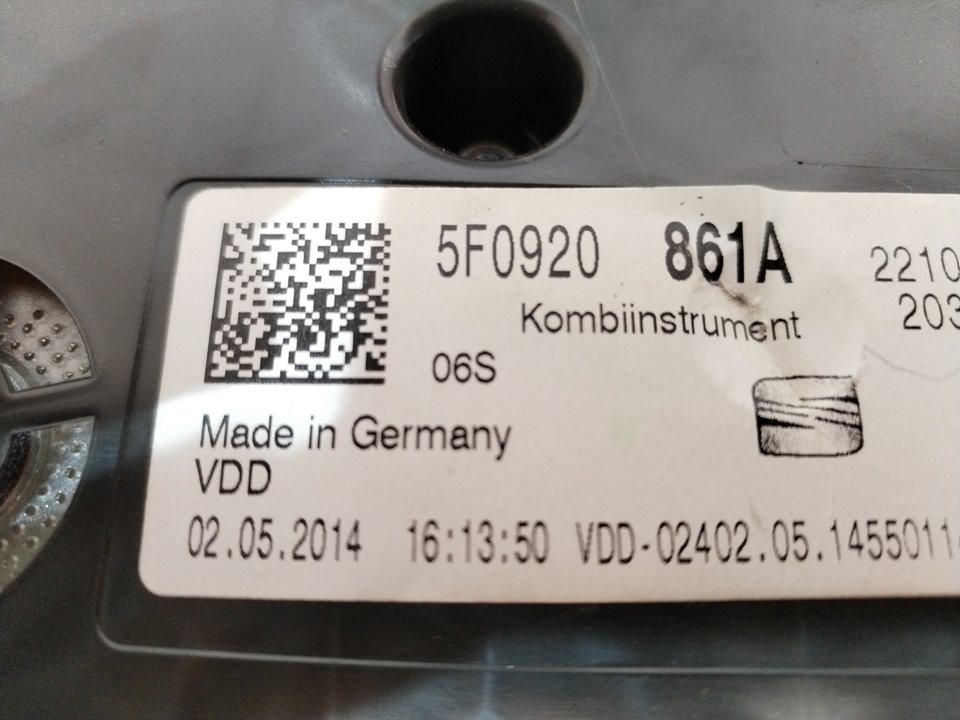 5F0920 861A 2210
Kombiinstrument 203
06S
Made in Germany
VDD
02.05.2014 16:13:50 VDD-02402.05.1455011